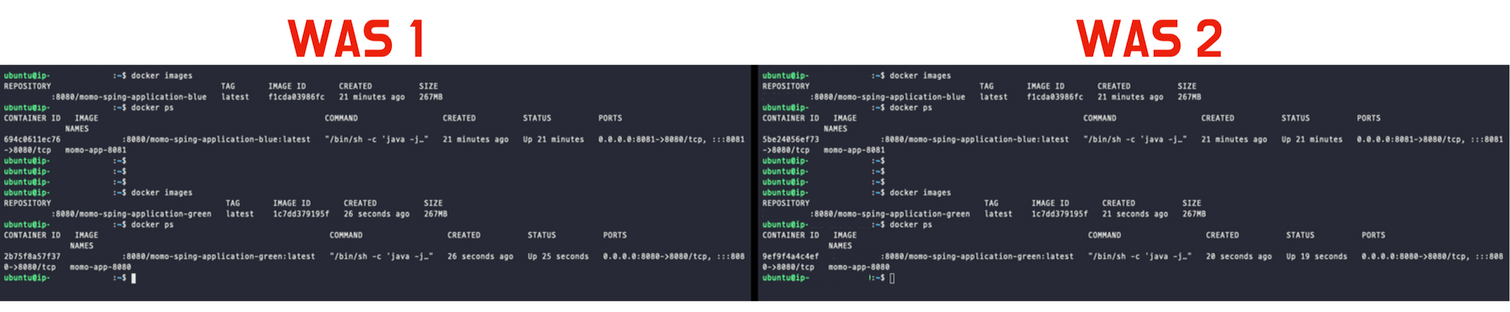 WAS 1
ubuntu@ip- :~$ docker images
REPOSITORY TAG IMAGE ID CREATED SIZE
:8080/momo-sping-application-blue latest f1cda03986fc 21 minutes ago 267MB
ubuntu@ip- :~$ docker ps
CONTAINER ID IMAGE COMMAND CREATED STATUS PORTS
NAMES
694c0611ec76 :8080/momo-sping-application-blue:latest "/bin/sh -c 'java -j…" 21 minutes ago Up 21 minutes 0.0.0.0:8081->8080/tcp, :::8081
->8080/tcp momo-app-8081
ubuntu@ip- :~$
ubuntu@ip- :~$
ubuntu@ip- :~$
ubuntu@ip- :~$ docker images
REPOSITORY TAG IMAGE ID CREATED SIZE
:8080/momo-sping-application-green latest 1c7dd379195f 26 seconds ago 267MB
ubuntu@ip- :~$ docker ps
CONTAINER ID IMAGE COMMAND CREATED STATUS PORTS
NAMES
2b75f8a57f37 :8080/momo-sping-application-green:latest "/bin/sh -c 'java -j…" 26 seconds ago Up 25 seconds 0.0.0.0:8080->8080/tcp, :::808
0->8080/tcp momo-app-8080
ubuntu@ip- :~$
WAS 2
ubuntu@ip- :~$ docker images
REPOSITORY TAG IMAGE ID CREATED SIZE
:8080/momo-sping-application-blue latest f1cda03986fc 21 minutes ago 267MB
ubuntu@ip- :~$ docker ps
CONTAINER ID IMAGE COMMAND CREATED STATUS PORTS
NAMES
5be24056ef73 :8080/momo-sping-application-blue:latest "/bin/sh -c 'java -j…" 21 minutes ago Up 21 minutes 0.0.0.0:8081->8080/tcp, :::8081
->8080/tcp momo-app-8081
ubuntu@ip- :~$
ubuntu@ip- :~$
ubuntu@ip- :~$
ubuntu@ip- :~$ docker images
REPOSITORY TAG IMAGE ID CREATED SIZE
:8080/momo-sping-application-green latest 1c7dd379195f 21 seconds ago 267MB
ubuntu@ip- :~$ docker ps
CONTAINER ID IMAGE COMMAND CREATED STATUS PORTS
NAMES
9ef9f4a4c4ef :8080/momo-sping-application-green:latest "/bin/sh -c 'java -j…" 20 seconds ago Up 19 seconds 0.0.0.0:8080->8080/tcp, :::808
0->8080/tcp momo-app-8080
ubuntu@ip- :~$